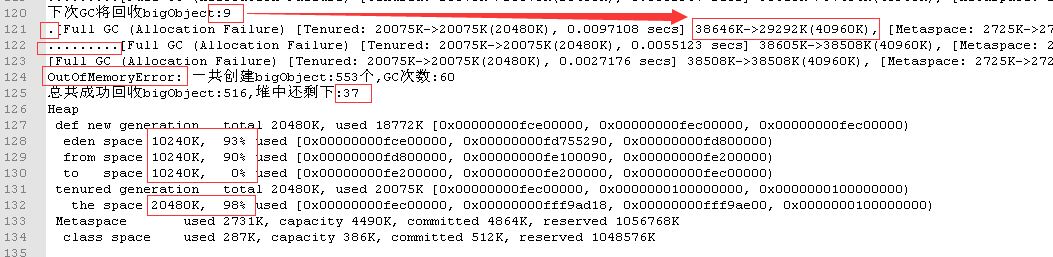 120 下次GC将回收bigObject:9
121 .[Full GC (Allocation Failure) [Tenured: 20075K->20075K(20480K), 0.0097108 secs] 38646K->29292K(40960K), [Metaspace: 2725K->272
122 .........[Full GC (Allocation Failure) [Tenured: 20075K->20075K(20480K), 0.0055123 secs] 38605K->38508K(40960K), [Metaspace: 27
123 [Full GC (Allocation Failure) [Tenured: 20075K->20075K(20480K), 0.0027176 secs] 38508K->38508K(40960K), [Metaspace: 2725K->272
124 OutOfMemoryError: 一共创建bigObject:553个,GC次数:60
125 总共成功回收bigObject:516,堆中还剩下:37
126 Heap
127 def new generation total 20480K, used 18772K [0x00000000fce00000, 0x00000000fec00000, 0x00000000fec00000)
128 eden space 10240K, 93% used [0x00000000fce00000, 0x00000000fd755290, 0x00000000fd800000)
129 from space 10240K, 90% used [0x00000000fd800000, 0x00000000fe100090, 0x00000000fe200000)
130 to space 10240K, 0% used [0x00000000fe200000, 0x00000000fe200000, 0x00000000fec00000)
131 tenured generation total 20480K, used 20075K [0x00000000fec00000, 0x0000000100000000, 0x0000000100000000)
132 the space 20480K, 98% used [0x00000000fec00000, 0x00000000fff9ad18, 0x00000000fff9ae00, 0x0000000100000000)
133 Metaspace used 2731K, capacity 4490K, committed 4864K, reserved 1056768K
134 class space used 287K, capacity 386K, committed 512K, reserved 1048576K
135